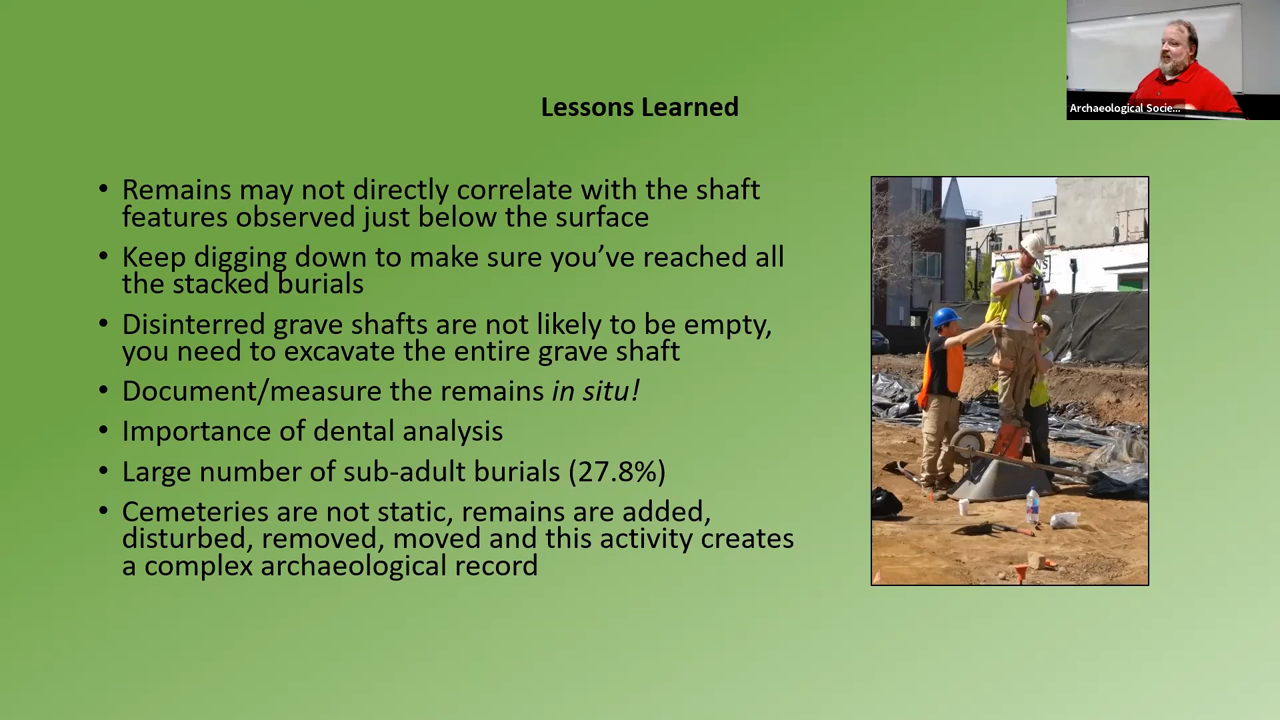 Archaeological Socie...
Lessons Learned
• Remains may not directly correlate with the shaft
features observed just below the surface
• Keep digging down to make sure you’ve reached all
the stacked burials
• Disinterred grave shafts are not likely to be empty,
you need to excavate the entire grave shaft
• Document/measure the remains in situ!
• Importance of dental analysis
• Large number of sub-adult burials (27.8%)
• Cemeteries are not static, remains are added,
disturbed, removed, moved and this activity creates
a complex archaeological record